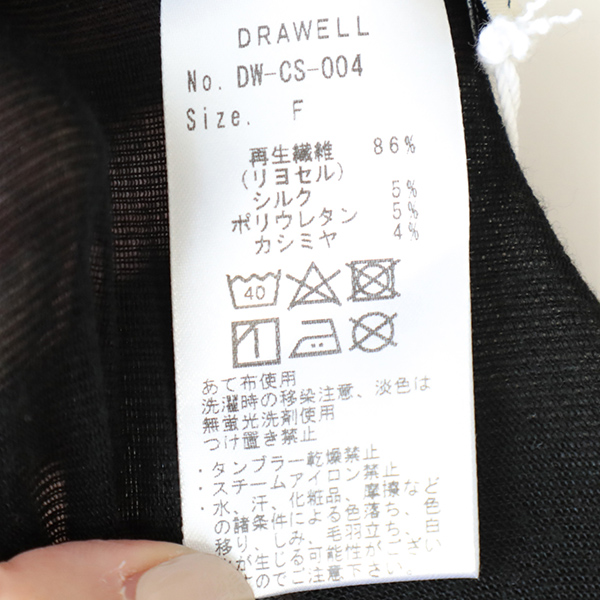 DRAWELL
No. DW-CS-004
Size. F
再生繊維 86%
(リヨセル)
シルク 5%
ポリウレタン 5%
カシミヤ 4%
40
あて布使用
洗濯時の移染注意、淡色は
無蛍光洗剤使用
つけ置き禁止
・タンブラー乾燥禁止
・スチームアイロン禁止
・水、汗、化粧品、摩擦など
の諸条件による色落ち、色
移り、しみ、毛羽立ち、白
が生じる可能性がござい
のでご注意下さい。